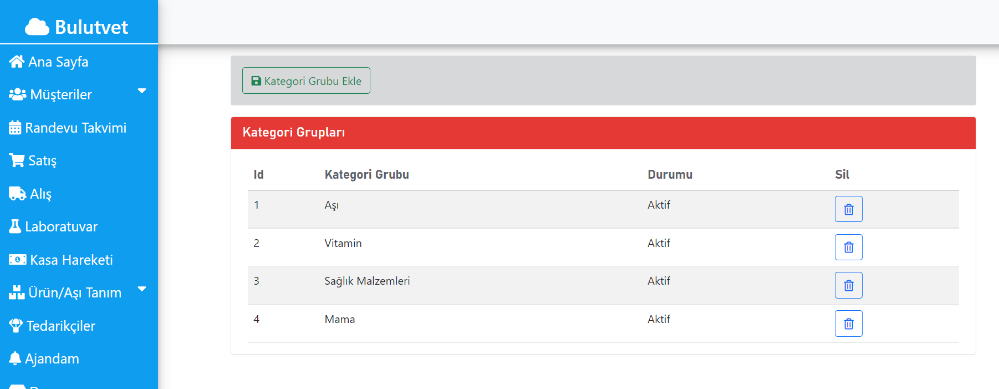 Bulutvet
Ana Sayfa
Müşteriler
Randevu Takvimi
Satış
Alış
Laboratuvar
Kasa Hareketi
Ürün/Aşı Tanım
Tedarikçiler
Ajandam
Kategori Grubu Ekle
Kategori Grupları
Id Kategori Grubu Durumu Sil
1 Aşı Aktif
2 Vitamin Aktif
3 Sağlık Malzemleri Aktif
4 Mama Aktif